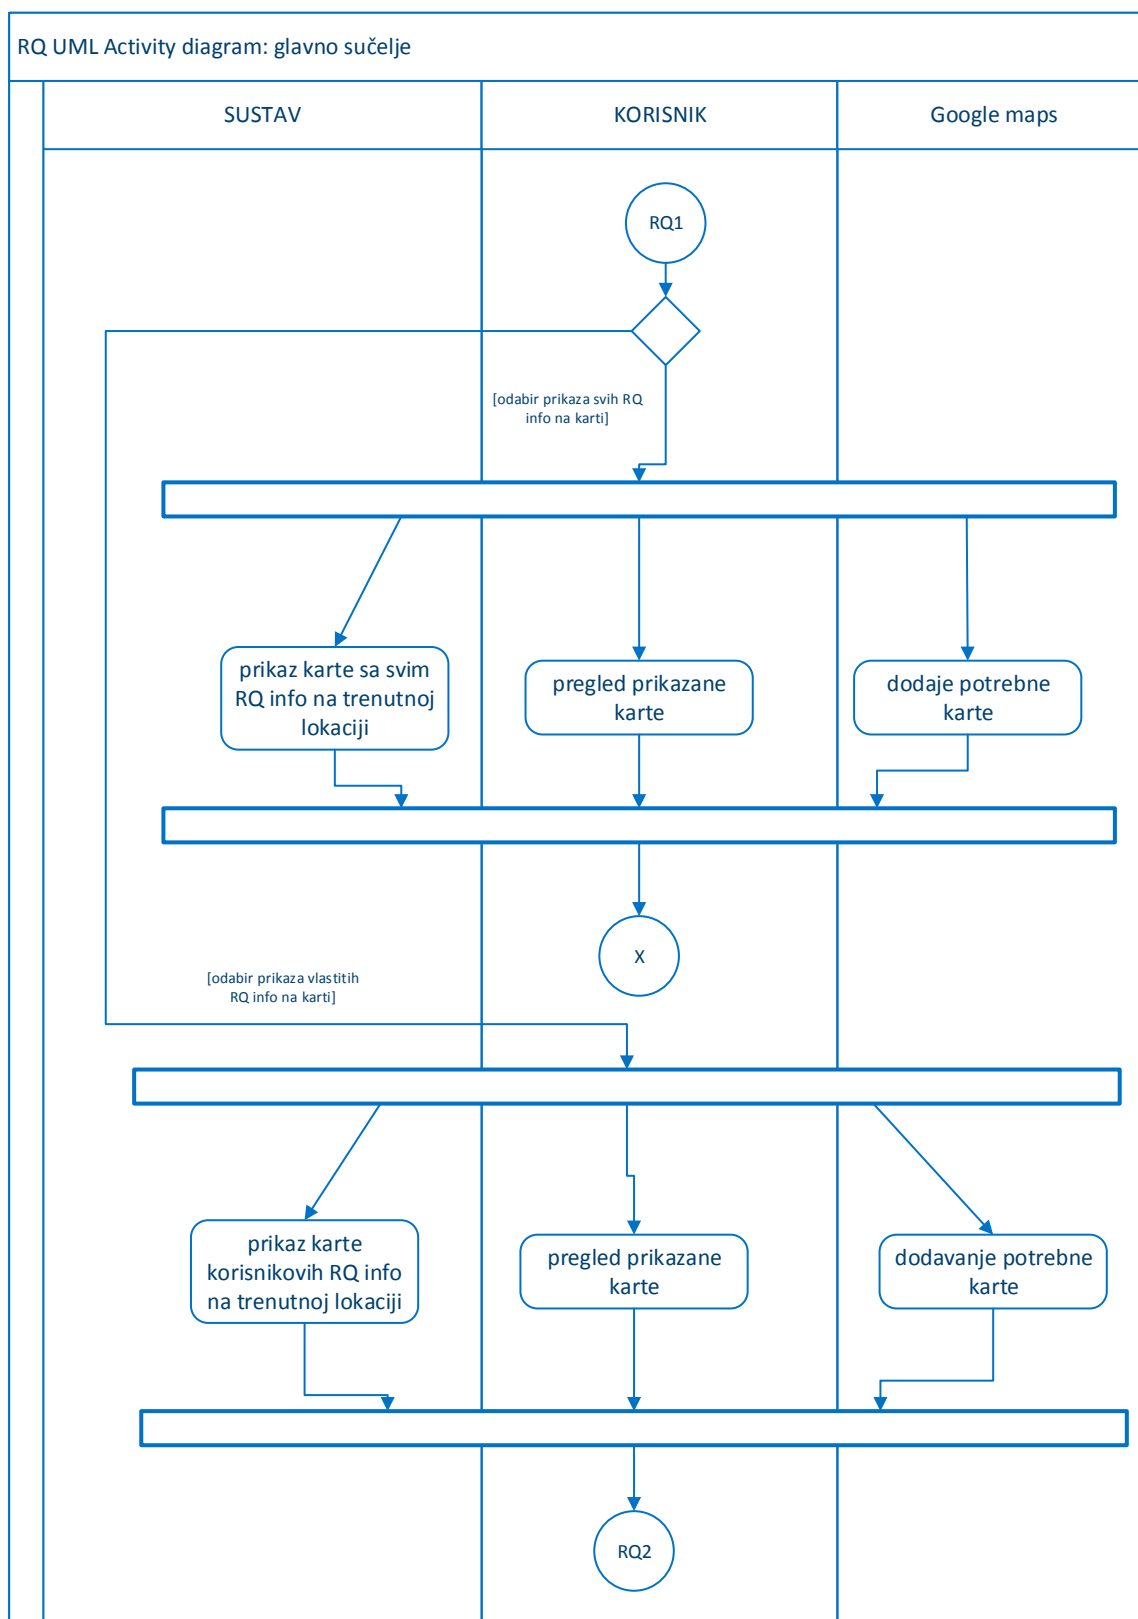 RQ UML Activity diagram: glavno sučelje
SUSTAV
KORISNIK
Google maps
RQ1
[odabir prikaza svih RQ
info na karti]
prikaz karte sa svim
RQ info na trenutnoj
lokaciji
pregled prikazane
karte
dodaje potrebne
karte
X
[odabir prikaza vlastitih
RQ info na karti]
prikaz karte
korisnikovih RQ info
na trenutnoj lokaciji
pregled prikazane
karte
dodavanje potrebne
karte
RQ2